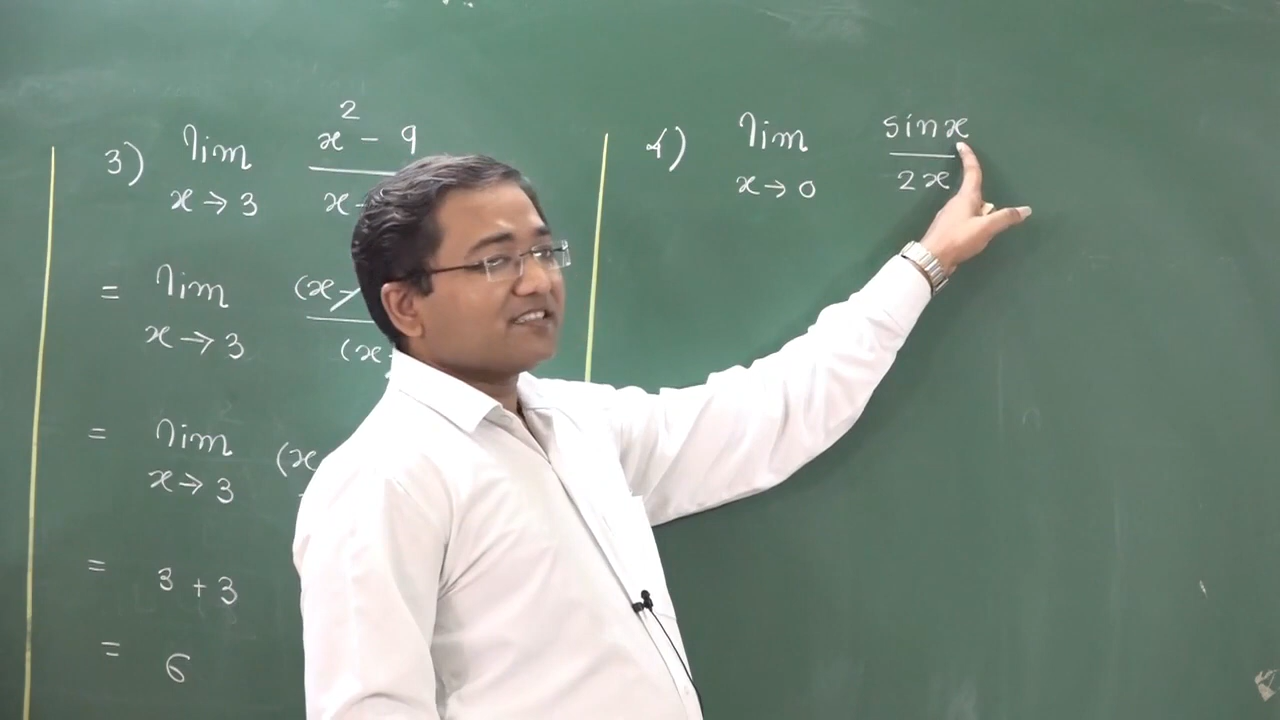 3) lim x² - 9
x → 3 x -
= lim (x -
x → 3 (x
= lim (x
x → 3
= 3 + 3
= 6
4) lim sin x
x → 0 2x